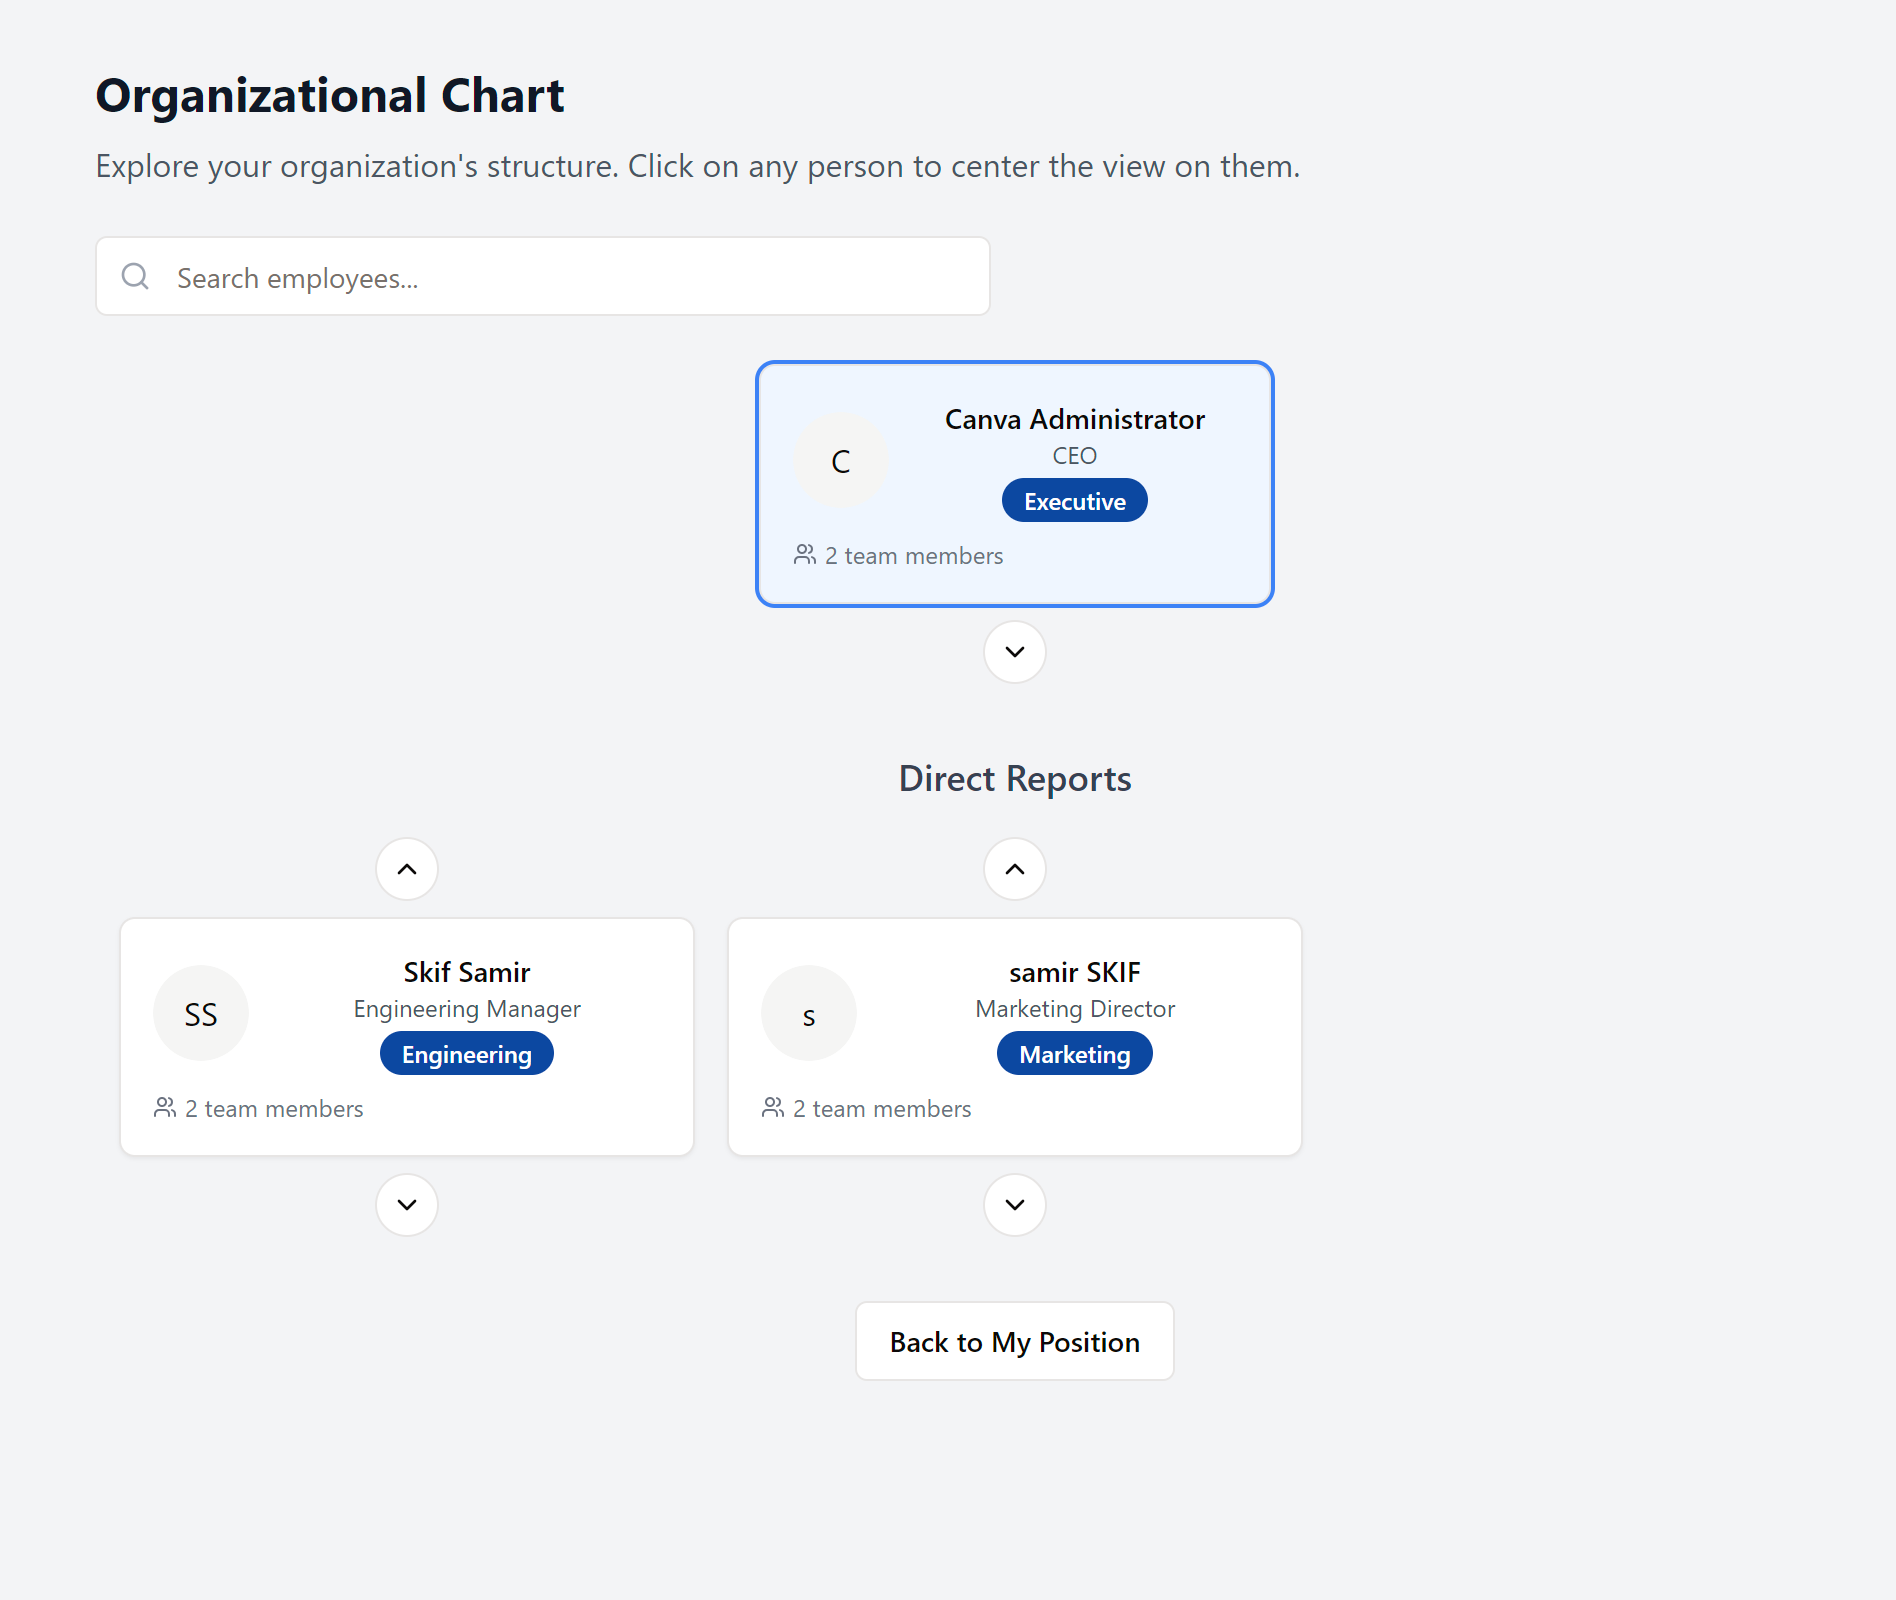 Organizational Chart
Explore your organization's structure. Click on any person to center the view on them.
Search employees...
C
Canva Administrator
CEO
Executive
2 team members
Direct Reports
SS
Skif Samir
Engineering Manager
Engineering
2 team members
s
samir SKIF
Marketing Director
Marketing
2 team members
Back to My Position